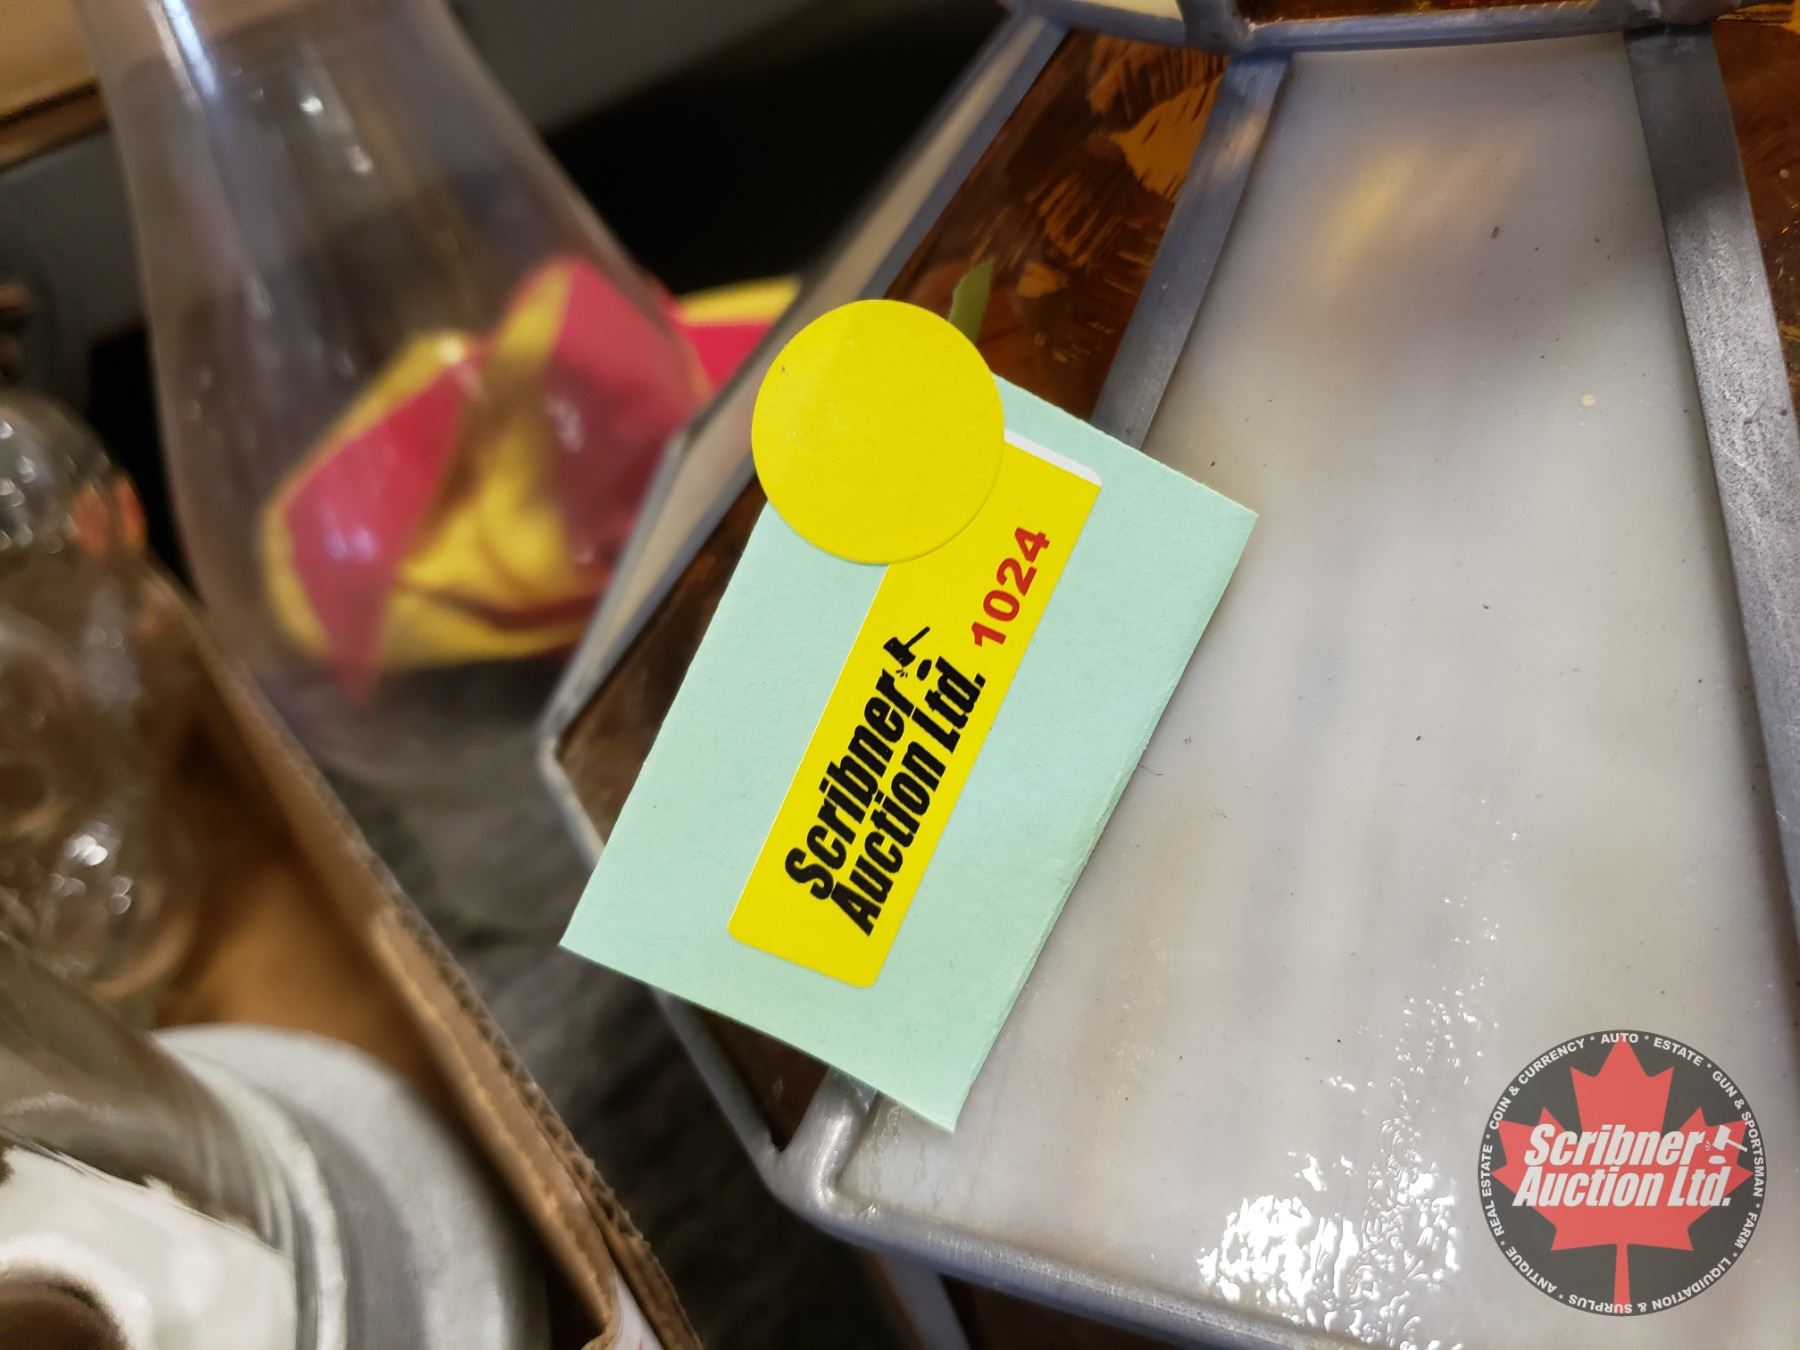 1024
Scribner
Auction Ltd.
Scribner
Auction Ltd.
ANTIQUE * REAL ESTATE * COIN & CURRENCY * AUTO * ESTATE * GUN & SPORTSMAN * FARM * LIQUIDATION & SURPLUS *